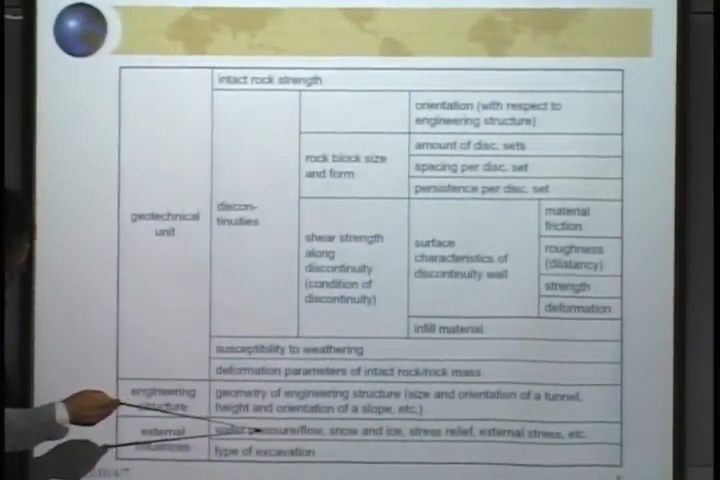 intact rock strength
orientation (with respect to
engineering structure)
rock block size
and form
amount of disc. sets
spacing per disc. set
persistence per disc. set
geotechnical
unit
discon-
tinuities
shear strength
along
discontinuity
(condition of
discontinuity)
surface
characteristics of
discontinuity wall
material
friction
roughness
(dilatancy)
strength
deformation
infill material
susceptibility to weathering
deformation parameters of intact rock/rock mass
engineering
structure
geometry of engineering structure (size and orientation of a tunnel,
height and orientation of a slope, etc.)
external
influences
water pressure/flow, snow and ice, stress relief, external stress, etc.
type of excavation